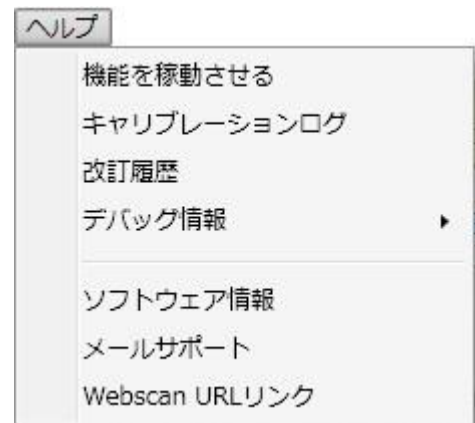 ヘルプ
機能を稼動させる
キャリブレーションログ
改訂履歴
デバッグ情報
ソフトウェア情報
メールサポート
Webscan URLリンク